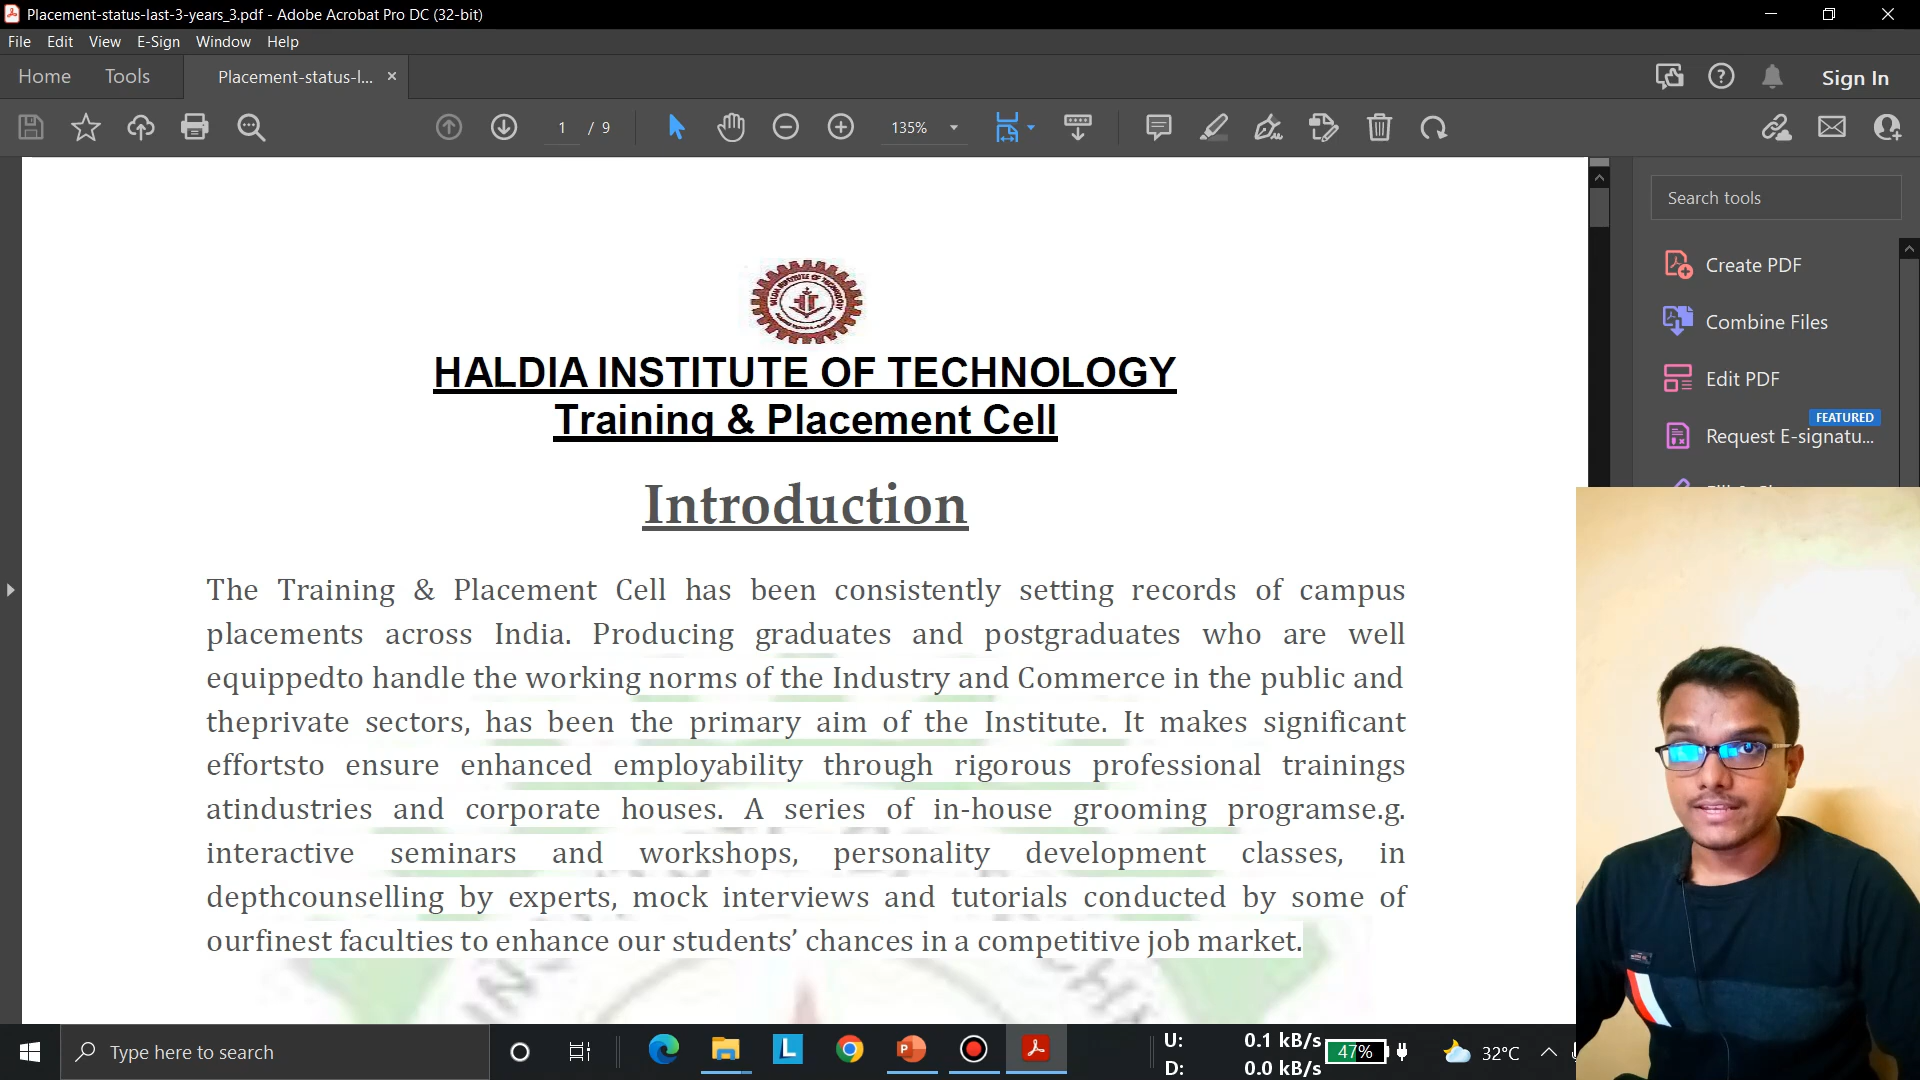 Placement-status-last-3-years_3.pdf - Adobe Acrobat Pro DC (32-bit)
File Edit View E-Sign Window Help
Home Tools Placement-status-l... × Sign In
1 / 9 135%
Search tools
Create PDF
Combine Files
Edit PDF
FEATURED
Request E-signatu...
HALDIA INSTITUTE OF TECHNOLOGY
Training & Placement Cell
Introduction
The Training & Placement Cell has been consistently setting records of campus
placements across India. Producing graduates and postgraduates who are well
equippedto handle the working norms of the Industry and Commerce in the public and
theprivate sectors, has been the primary aim of the Institute. It makes significant
effortsto ensure enhanced employability through rigorous professional trainings
atindustries and corporate houses. A series of in-house grooming programse.g.
interactive seminars and workshops, personality development classes, in
depthcounselling by experts, mock interviews and tutorials conducted by some of
ourfinest faculties to enhance our students’ chances in a competitive job market.
Type here to search
U: 0.1 kB/s
D: 0.0 kB/s
47%
32°C